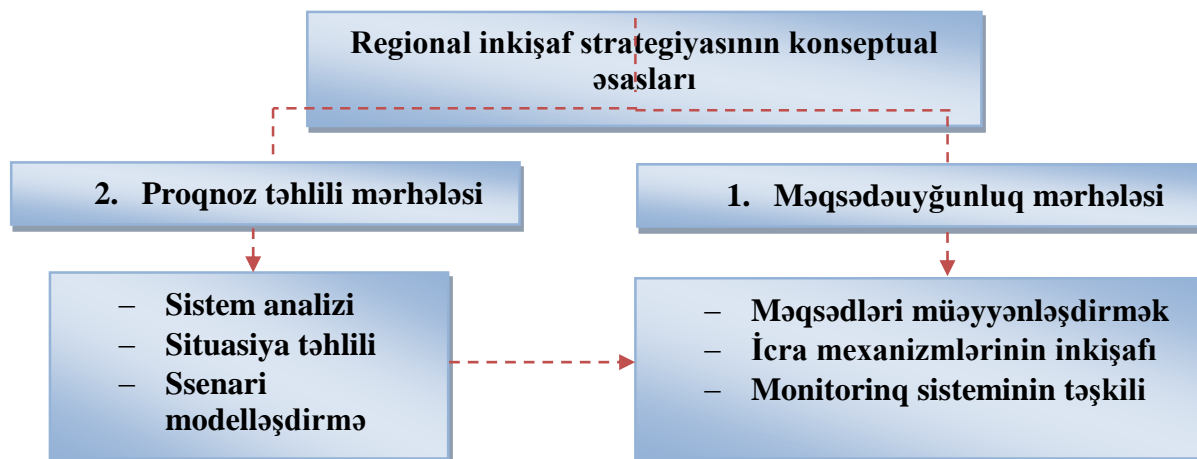 Regional inkişaf strategiyasının konseptual
əsasları
2. Proqnoz təhlili mərhələsi
1. Məqsədəuyğunluq mərhələsi
– Sistem analizi
– Situasiya təhlili
– Ssenari
modelləşdirmə
– Məqsədləri müəyyənləşdirmək
– İcra mexanizmlərinin inkişafı
– Monitorinq sisteminin təşkili